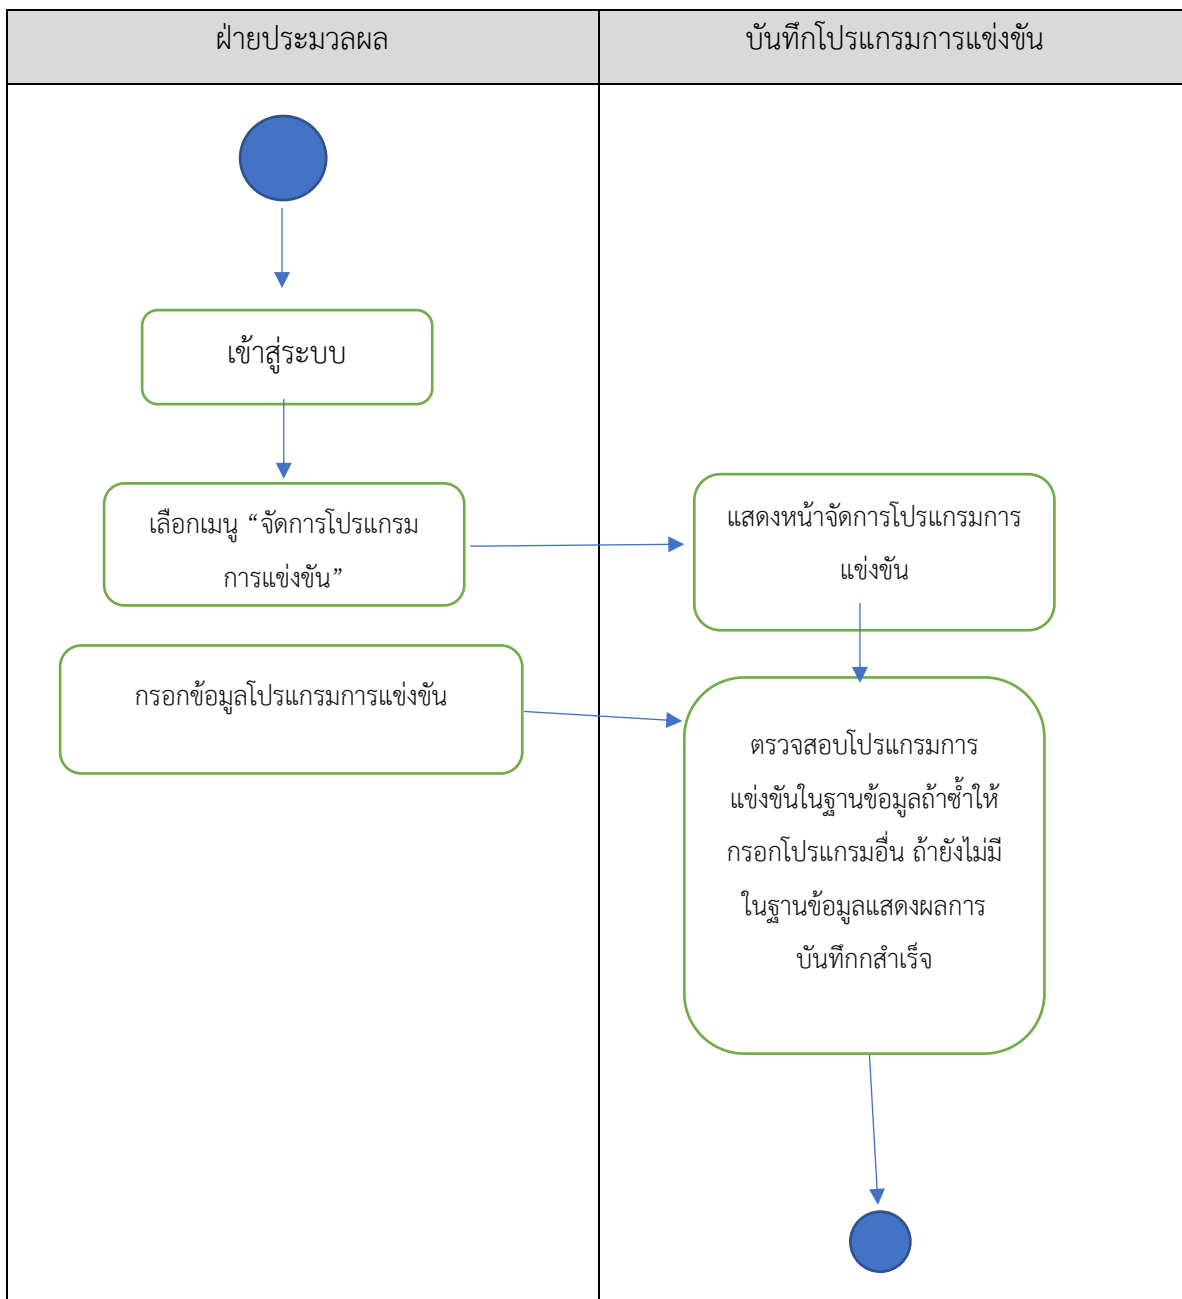 ฝ่ายประมวลผล
บันทึกโปรแกรมการแข่งขัน
เข้าสู่ระบบ
เลือกเมนู “จัดการโปรแกรม
การแข่งขัน”
แสดงหน้าจัดการโปรแกรมการ
แข่งขัน
กรอกข้อมูลโปรแกรมการแข่งขัน
ตรวจสอบโปรแกรมการ
แข่งขันในฐานข้อมูลถ้าซ้ำให้
กรอกโปรแกรมอื่น ถ้ายังไม่มี
ในฐานข้อมูลแสดงผลการ
บันทึกกสำเร็จ